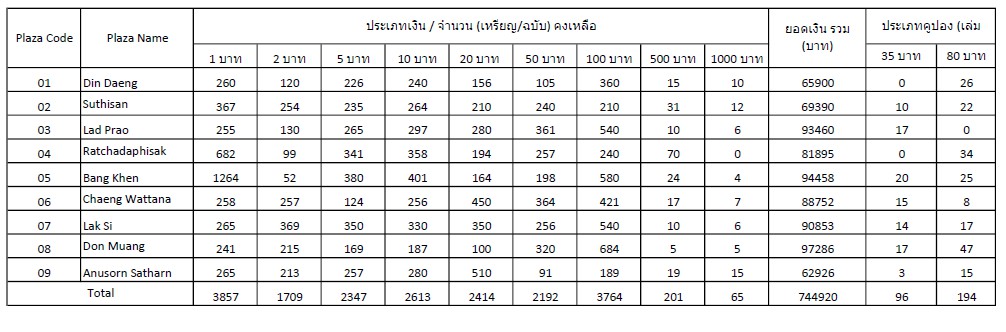 Plaza Code Plaza Name ประเภทเงิน / จำนวน (เหรียญ/ฉบับ) คงเหลือ ยอดเงิน รวม (บาท) ประเภทคูปอง (เล่ม
1 บาท 2 บาท 5 บาท 10 บาท 20 บาท 50 บาท 100 บาท 500 บาท 1000 บาท 35 บาท 80 บาท
01 Din Daeng 260 120 226 240 156 105 360 15 10 65900 0 26
02 Suthisan 367 254 235 264 210 240 210 31 12 69390 10 22
03 Lad Prao 255 130 265 297 280 361 540 10 6 93460 17 0
04 Ratchadaphisak 682 99 341 358 194 257 240 70 0 81895 0 34
05 Bang Khen 1264 52 380 401 164 198 580 24 4 94458 20 25
06 Chaeng Wattana 258 257 124 256 450 364 421 17 7 88752 15 8
07 Lak Si 265 369 350 330 350 256 540 10 6 90853 14 17
08 Don Muang 241 215 169 187 100 320 684 5 5 97286 17 47
09 Anusorn Satharn 265 213 257 280 510 91 189 19 15 62926 3 15
Total 3857 1709 2347 2613 2414 2192 3764 201 65 744920 96 194